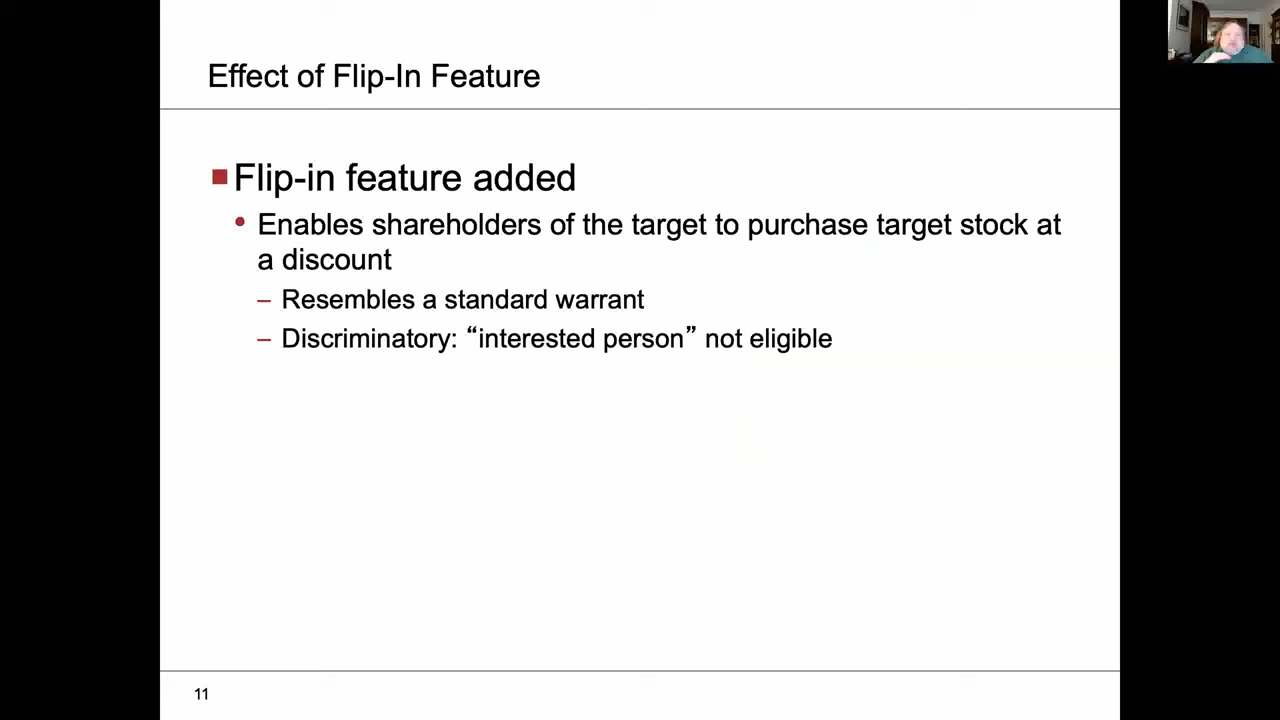 Effect of Flip-In Feature
Flip-in feature added
• Enables shareholders of the target to purchase target stock at
a discount
– Resembles a standard warrant
– Discriminatory: “interested person” not eligible
11